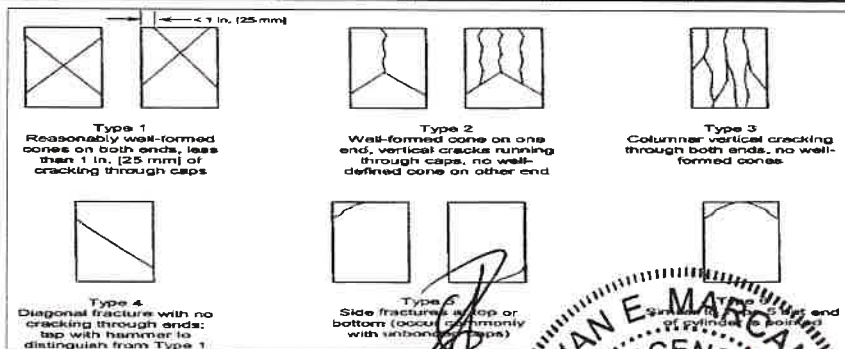 < 1 in. [25 mm]
Type 1
Reasonably well-formed
cones on both ends, less
than 1 in. [25 mm] of
cracking through caps
Type 2
Well-formed cone on one
end, vertical cracks running
through caps, no well-
defined cone on other end
Type 3
Columnar vertical cracking
through both ends, no well-
formed cones
Type 4
Diagonal fracture with no
cracking through ends;
tap with hammer to
distinguish from Type 1
Type 5
Side fractures at top or
bottom (occur commonly
with unbonded caps)
Type
end
of cylinder is pointed
E. MARCAN